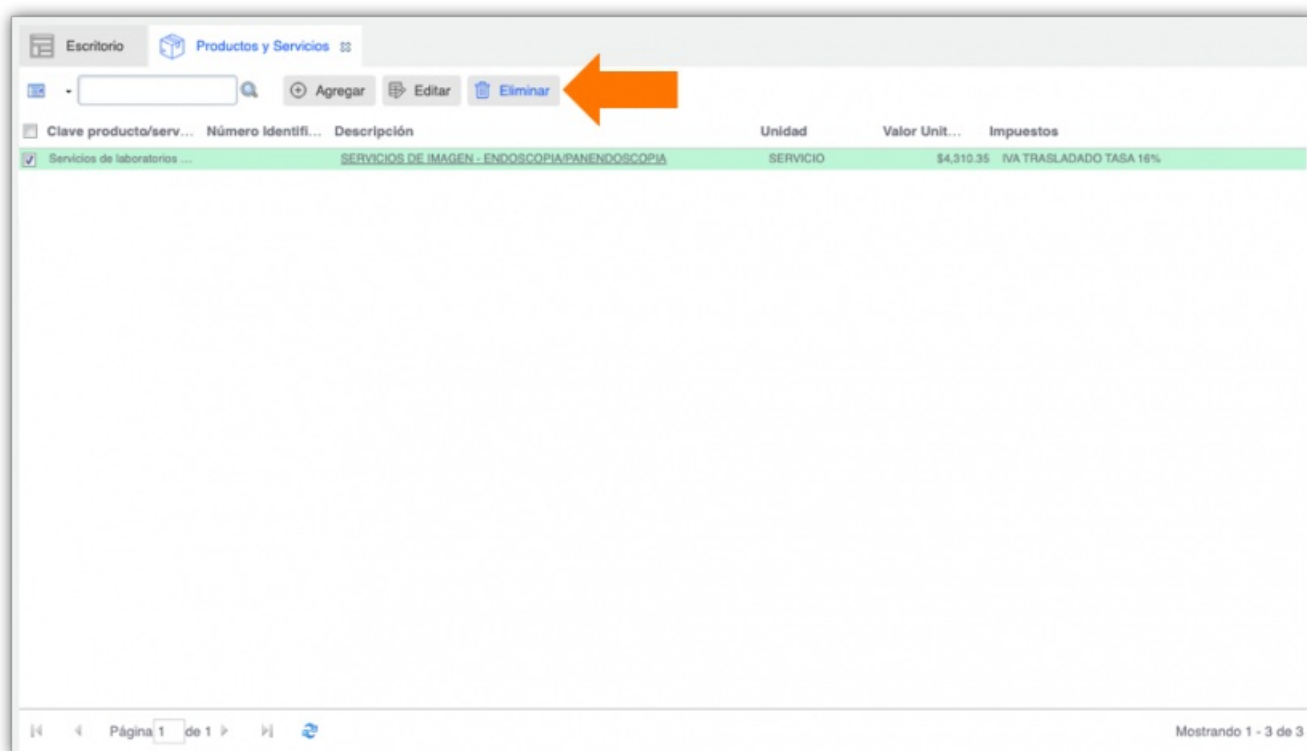 Escritorio Productos y Servicios
Agregar Editar Eliminar
Clave producto/serv... Número Identifi... Descripción Unidad Valor Unit... Impuestos
Servicios de laboratorios ... SERVICIOS DE IMAGEN - ENDOSCOPIA/PANENDOSCOPIA SERVICIO $4,310.35 IVA TRASLADADO TASA 16%
Página 1 de 1 Mostrando 1 - 3 de 3